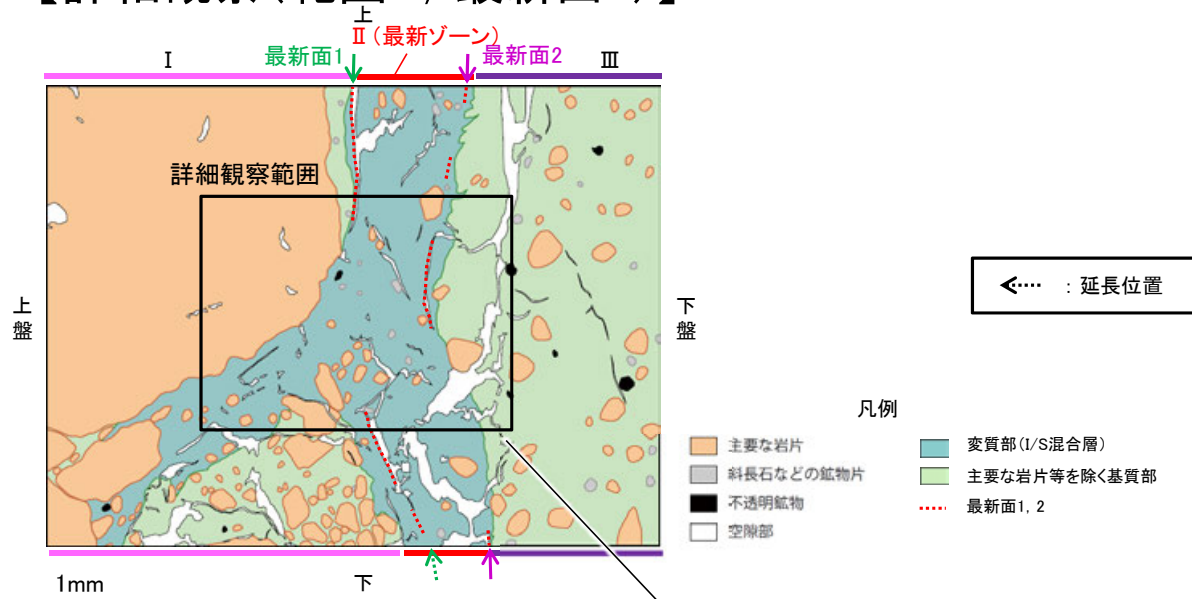 上
Ⅱ(最新ゾーン)
Ⅰ
最新面1
最新面2
Ⅲ
詳細観察範囲
上盤
下盤
: 延長位置
凡例
主要な岩片
斜長石などの鉱物片
不透明鉱物
空隙部
変質部(I/S混合層)
主要な岩片等を除く基質部
最新面1, 2
1mm
下